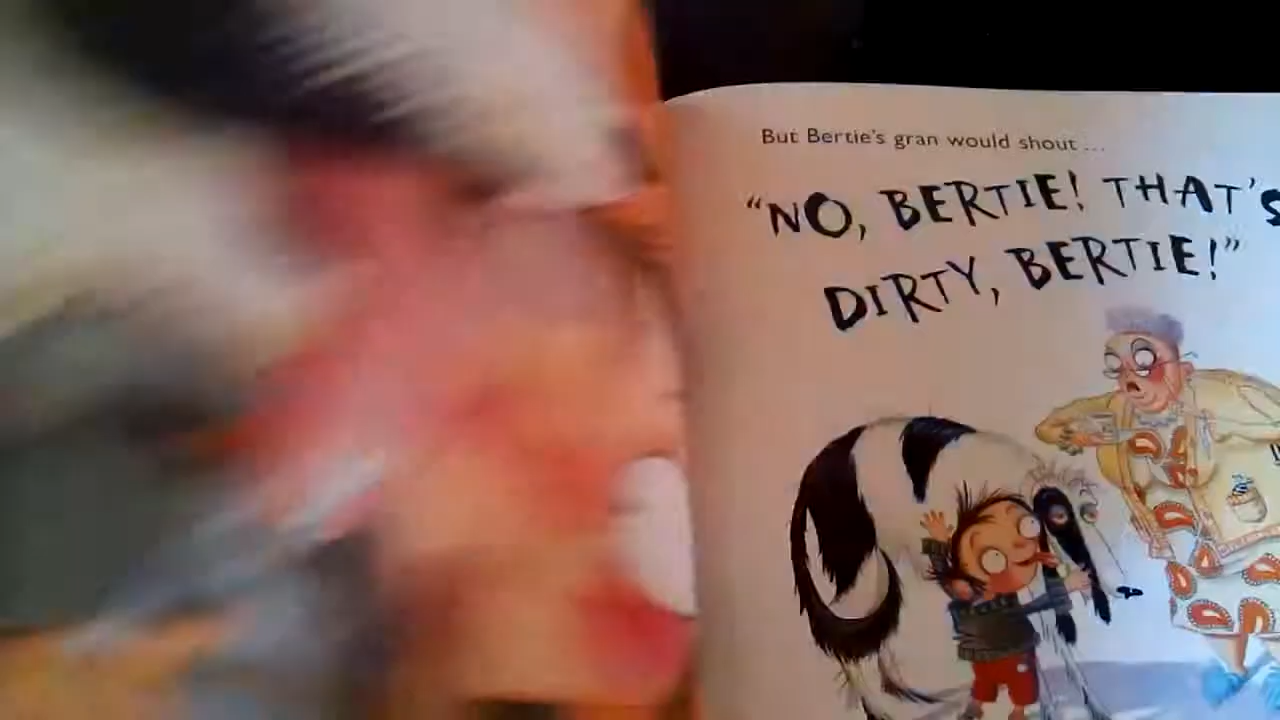 But Bertie's gran would shout ...
"NO, BERTIE! THAT'S
DIRTY, BERTIE!"